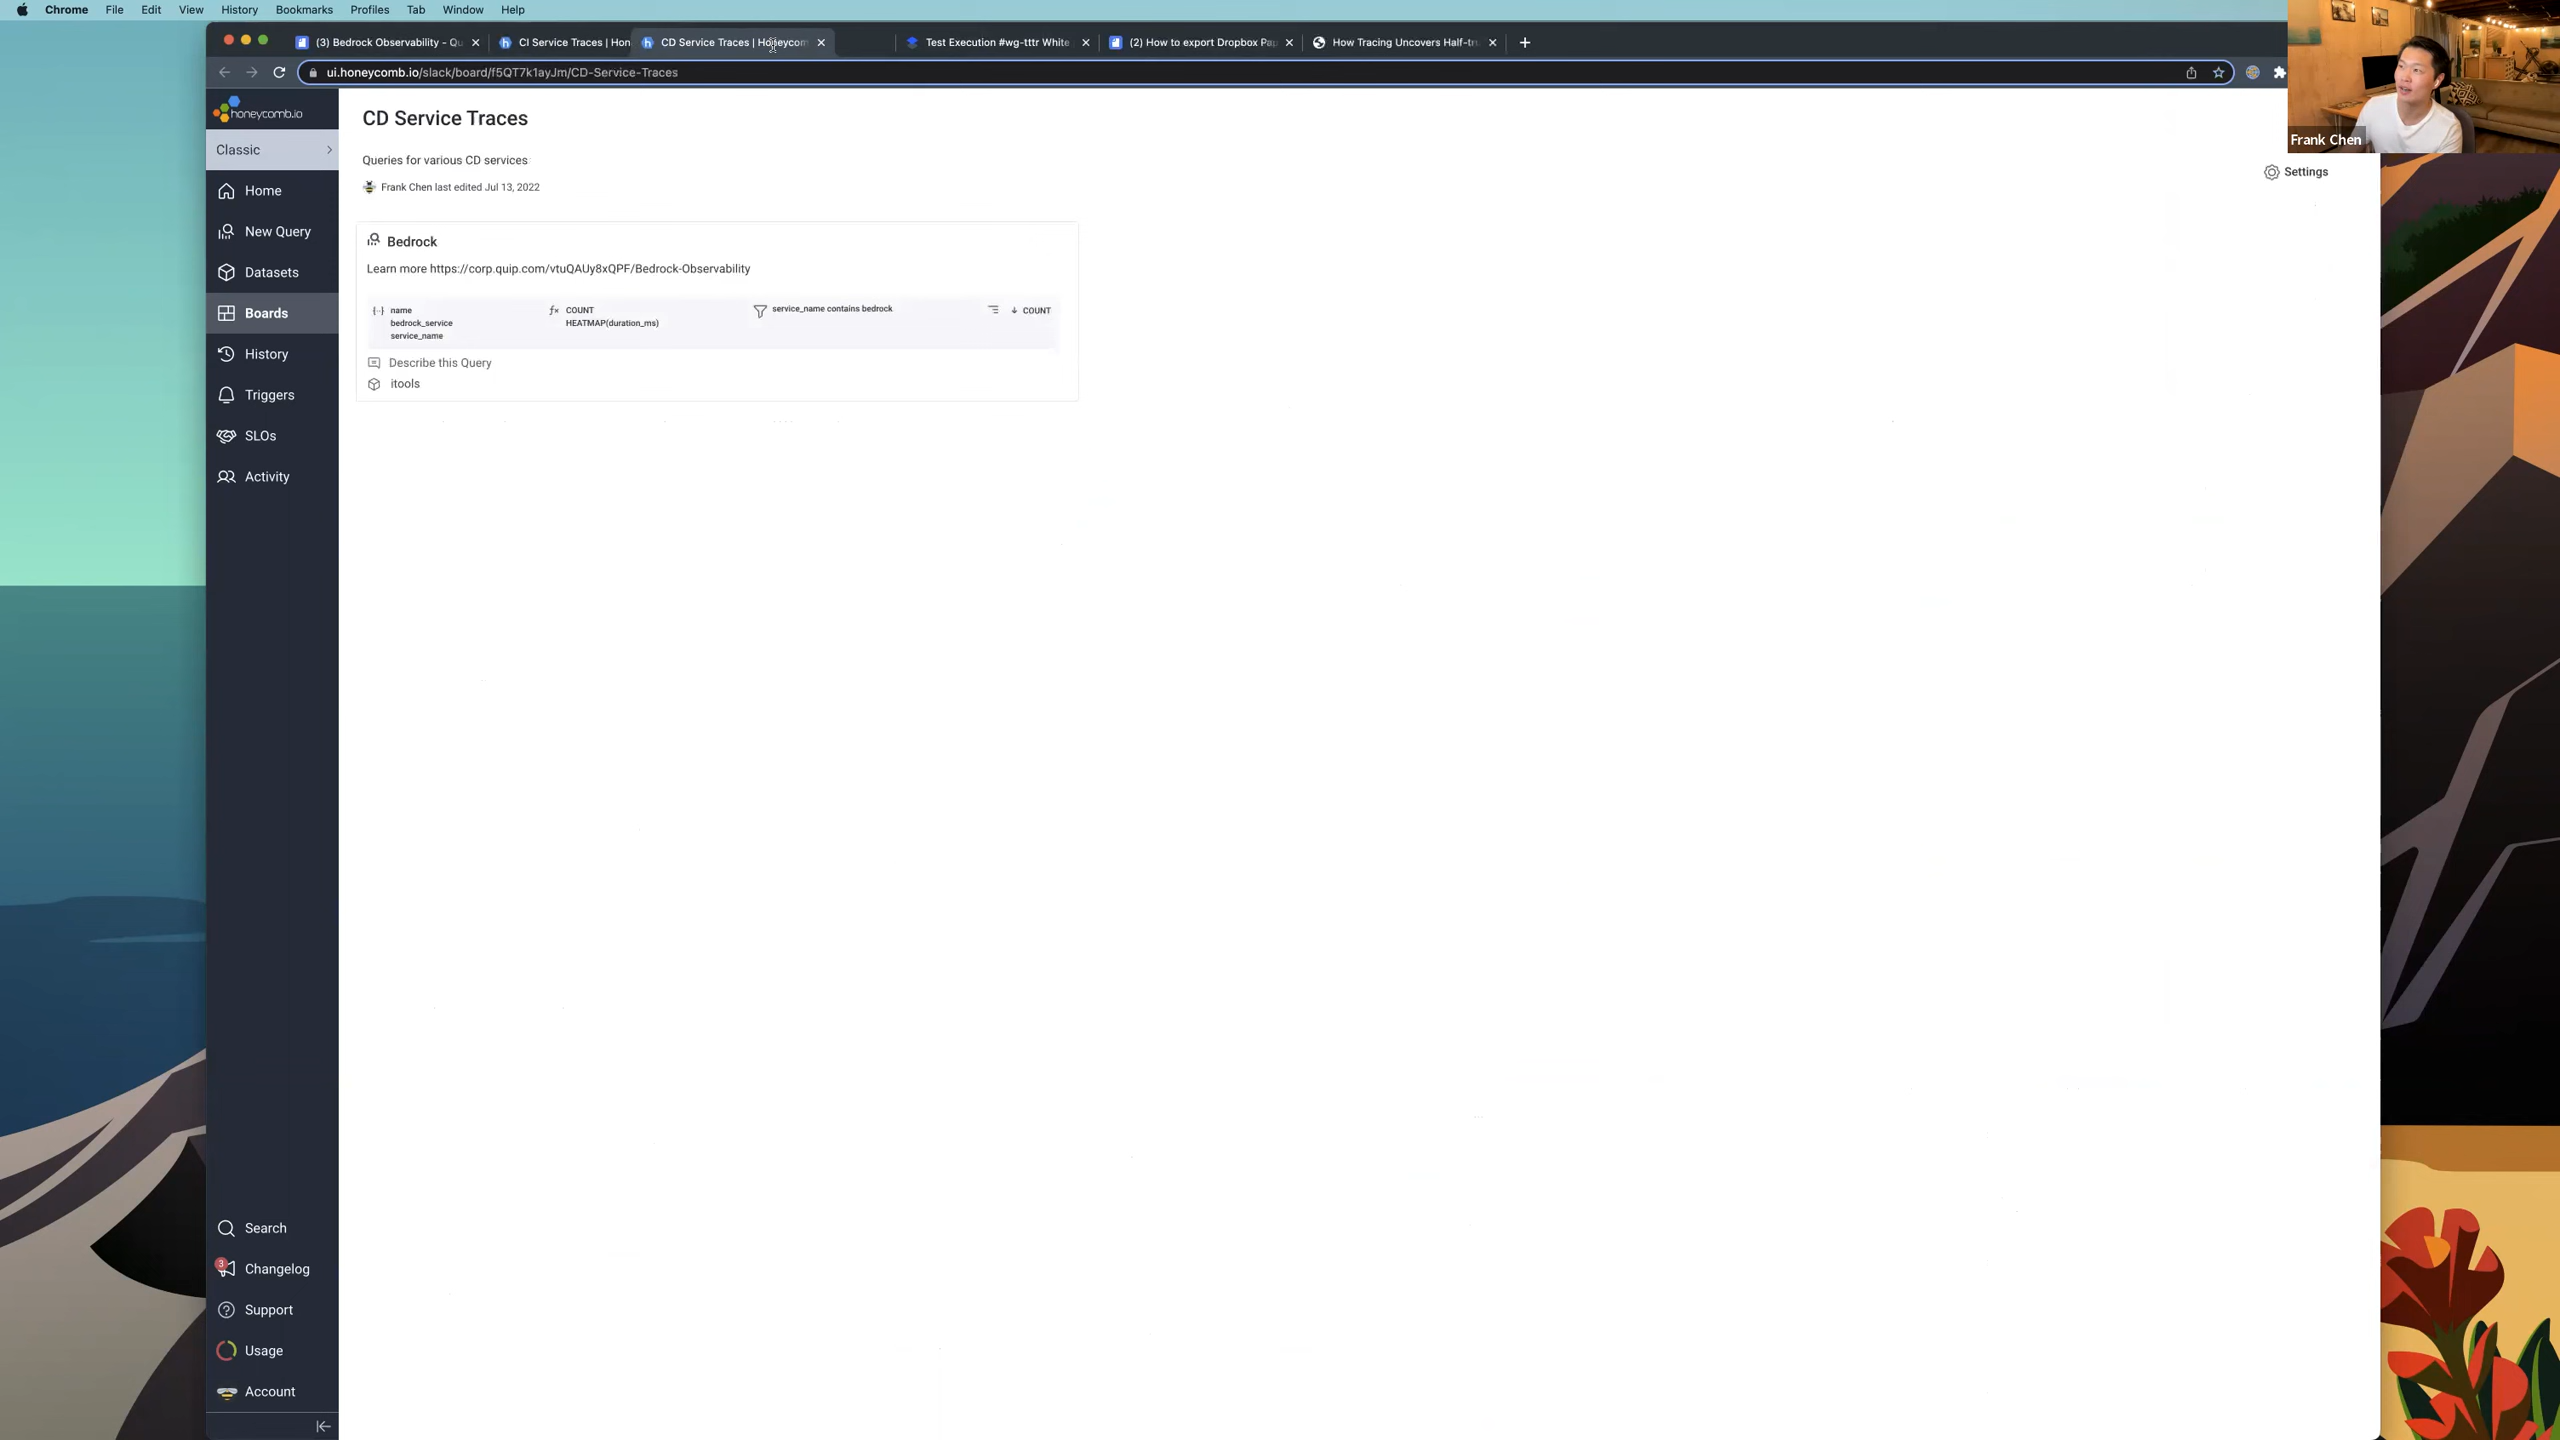 Chrome File Edit View History Bookmarks Profiles Tab Window Help
(3) Bedrock Observability - Qu
CI Service Traces | Hon
CD Service Traces | Honeycom
Test Execution #wg-tttr White
(2) How to export Dropbox Pap
How Tracing Uncovers Half-tr
ui.honeycomb.io/slack/board/f5QT7k1ayJm/CD-Service-Traces
Frank Chen
honeycomb.io
Classic
Home
New Query
Datasets
Boards
History
Triggers
SLOs
Activity
CD Service Traces
Queries for various CD services
Frank Chen last edited Jul 13, 2022
Settings
Bedrock
Learn more https://corp.quip.com/vtuQAUy8xQPF/Bedrock-Observability
name
bedrock_service
service_name
COUNT
HEATMAP(duration_ms)
service_name contains bedrock
COUNT
Describe this Query
itools
Search
3
Changelog
Support
Usage
Account